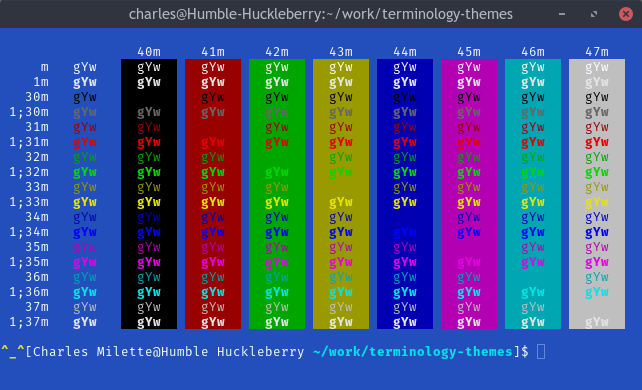 charles@Humble-Huckleberry:~/work/terminology-themes
40m 41m 42m 43m 44m 45m 46m 47m
m gYw gYw gYw gYw gYw gYw gYw gYw gYw
1m gYw gYw gYw gYw gYw gYw gYw gYw gYw
30m gYw gYw gYw gYw gYw gYw gYw gYw
1;30m gYw gYw gYw gYw gYw gYw gYw gYw gYw
31m gYw gYw gYw gYw gYw gYw gYw gYw
1;31m gYw gYw gYw gYw gYw gYw gYw gYw gYw
32m gYw gYw gYw gYw gYw gYw gYw gYw
1;32m gYw gYw gYw gYw gYw gYw gYw gYw gYw
33m gYw gYw gYw gYw gYw gYw gYw gYw
1;33m gYw gYw gYw gYw gYw gYw gYw gYw gYw
34m gYw gYw gYw gYw gYw gYw gYw gYw
1;34m gYw gYw gYw gYw gYw gYw gYw gYw gYw
35m gYw gYw gYw gYw gYw gYw gYw gYw
1;35m gYw gYw gYw gYw gYw gYw gYw gYw gYw
36m gYw gYw gYw gYw gYw gYw gYw gYw
1;36m gYw gYw gYw gYw gYw gYw gYw gYw gYw
37m gYw gYw gYw gYw gYw gYw gYw gYw
1;37m gYw gYw gYw gYw gYw gYw gYw gYw gYw
^_^[Charles Milette@Humble Huckleberry ~/work/terminology-themes]$